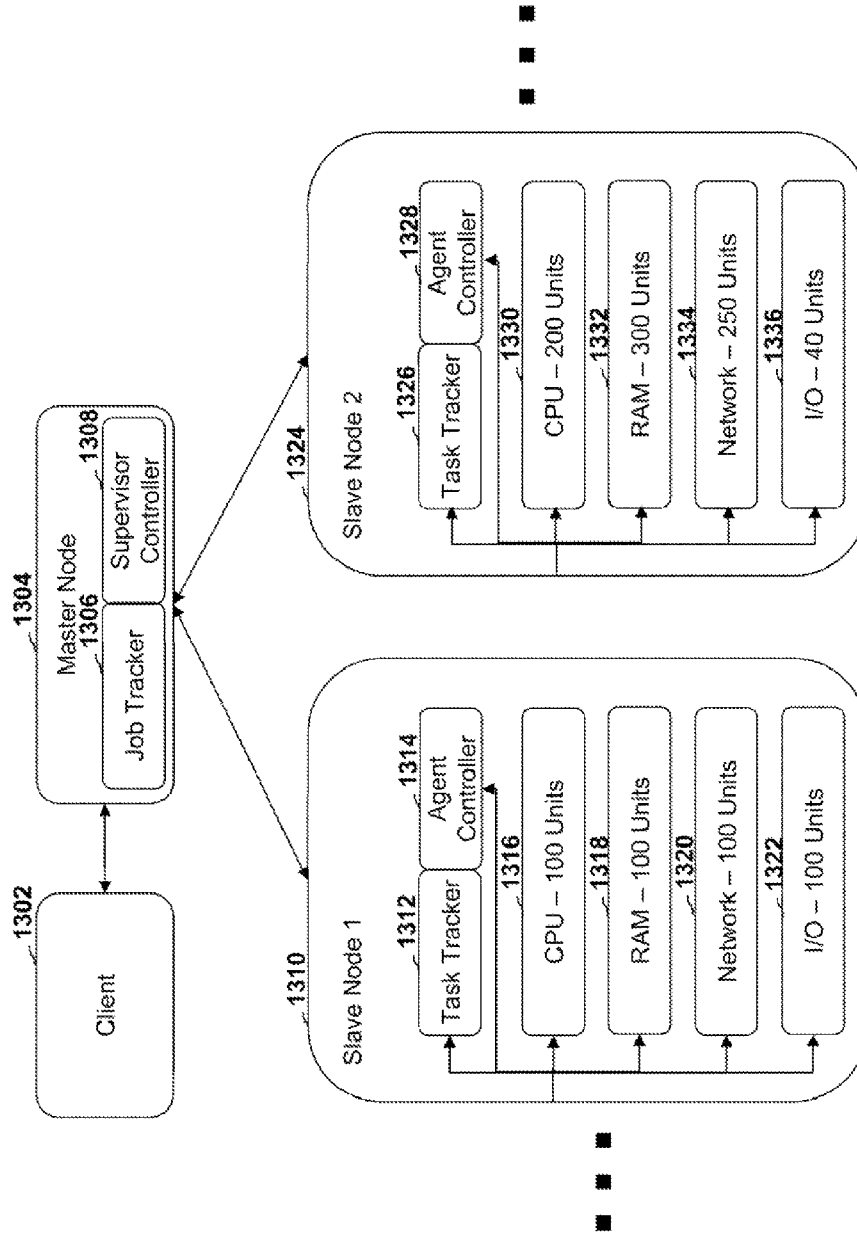 1302
Client
1304
Master Node
1306
Job Tracker
1308
Supervisor
Controller
1310
Slave Node 1
1312
Task Tracker
1314
Agent
Controller
1316
CPU – 100 Units
1318
RAM – 100 Units
1320
Network – 100 Units
1322
I/O – 100 Units
1324
Slave Node 2
1326
Task Tracker
1328
Agent
Controller
1330
CPU – 200 Units
1332
RAM – 300 Units
1334
Network – 250 Units
1336
I/O – 40 Units